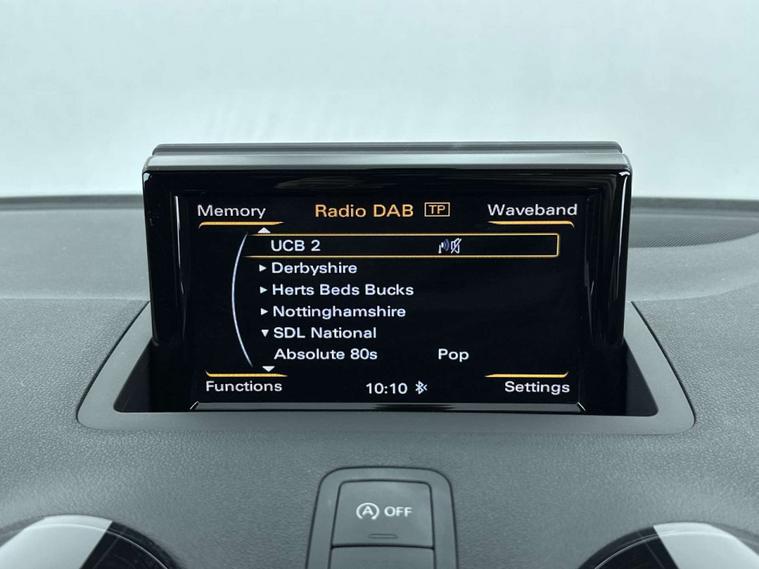 Memory Radio DAB TP Waveband
UCB 2
Derbyshire
Herts Beds Bucks
Nottinghamshire
SDL National
Absolute 80s Pop
Functions 10:10 Settings
A OFF